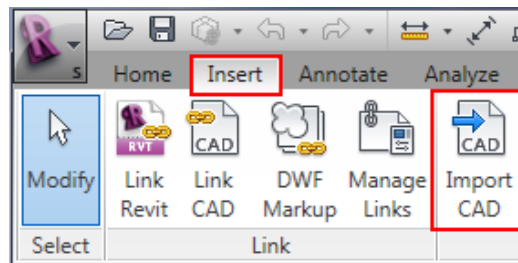 S
Home Insert Annotate Analyze
RVT CAD CAD
Modify Link Link DWF Manage Import
Revit CAD Markup Links CAD
Select Link